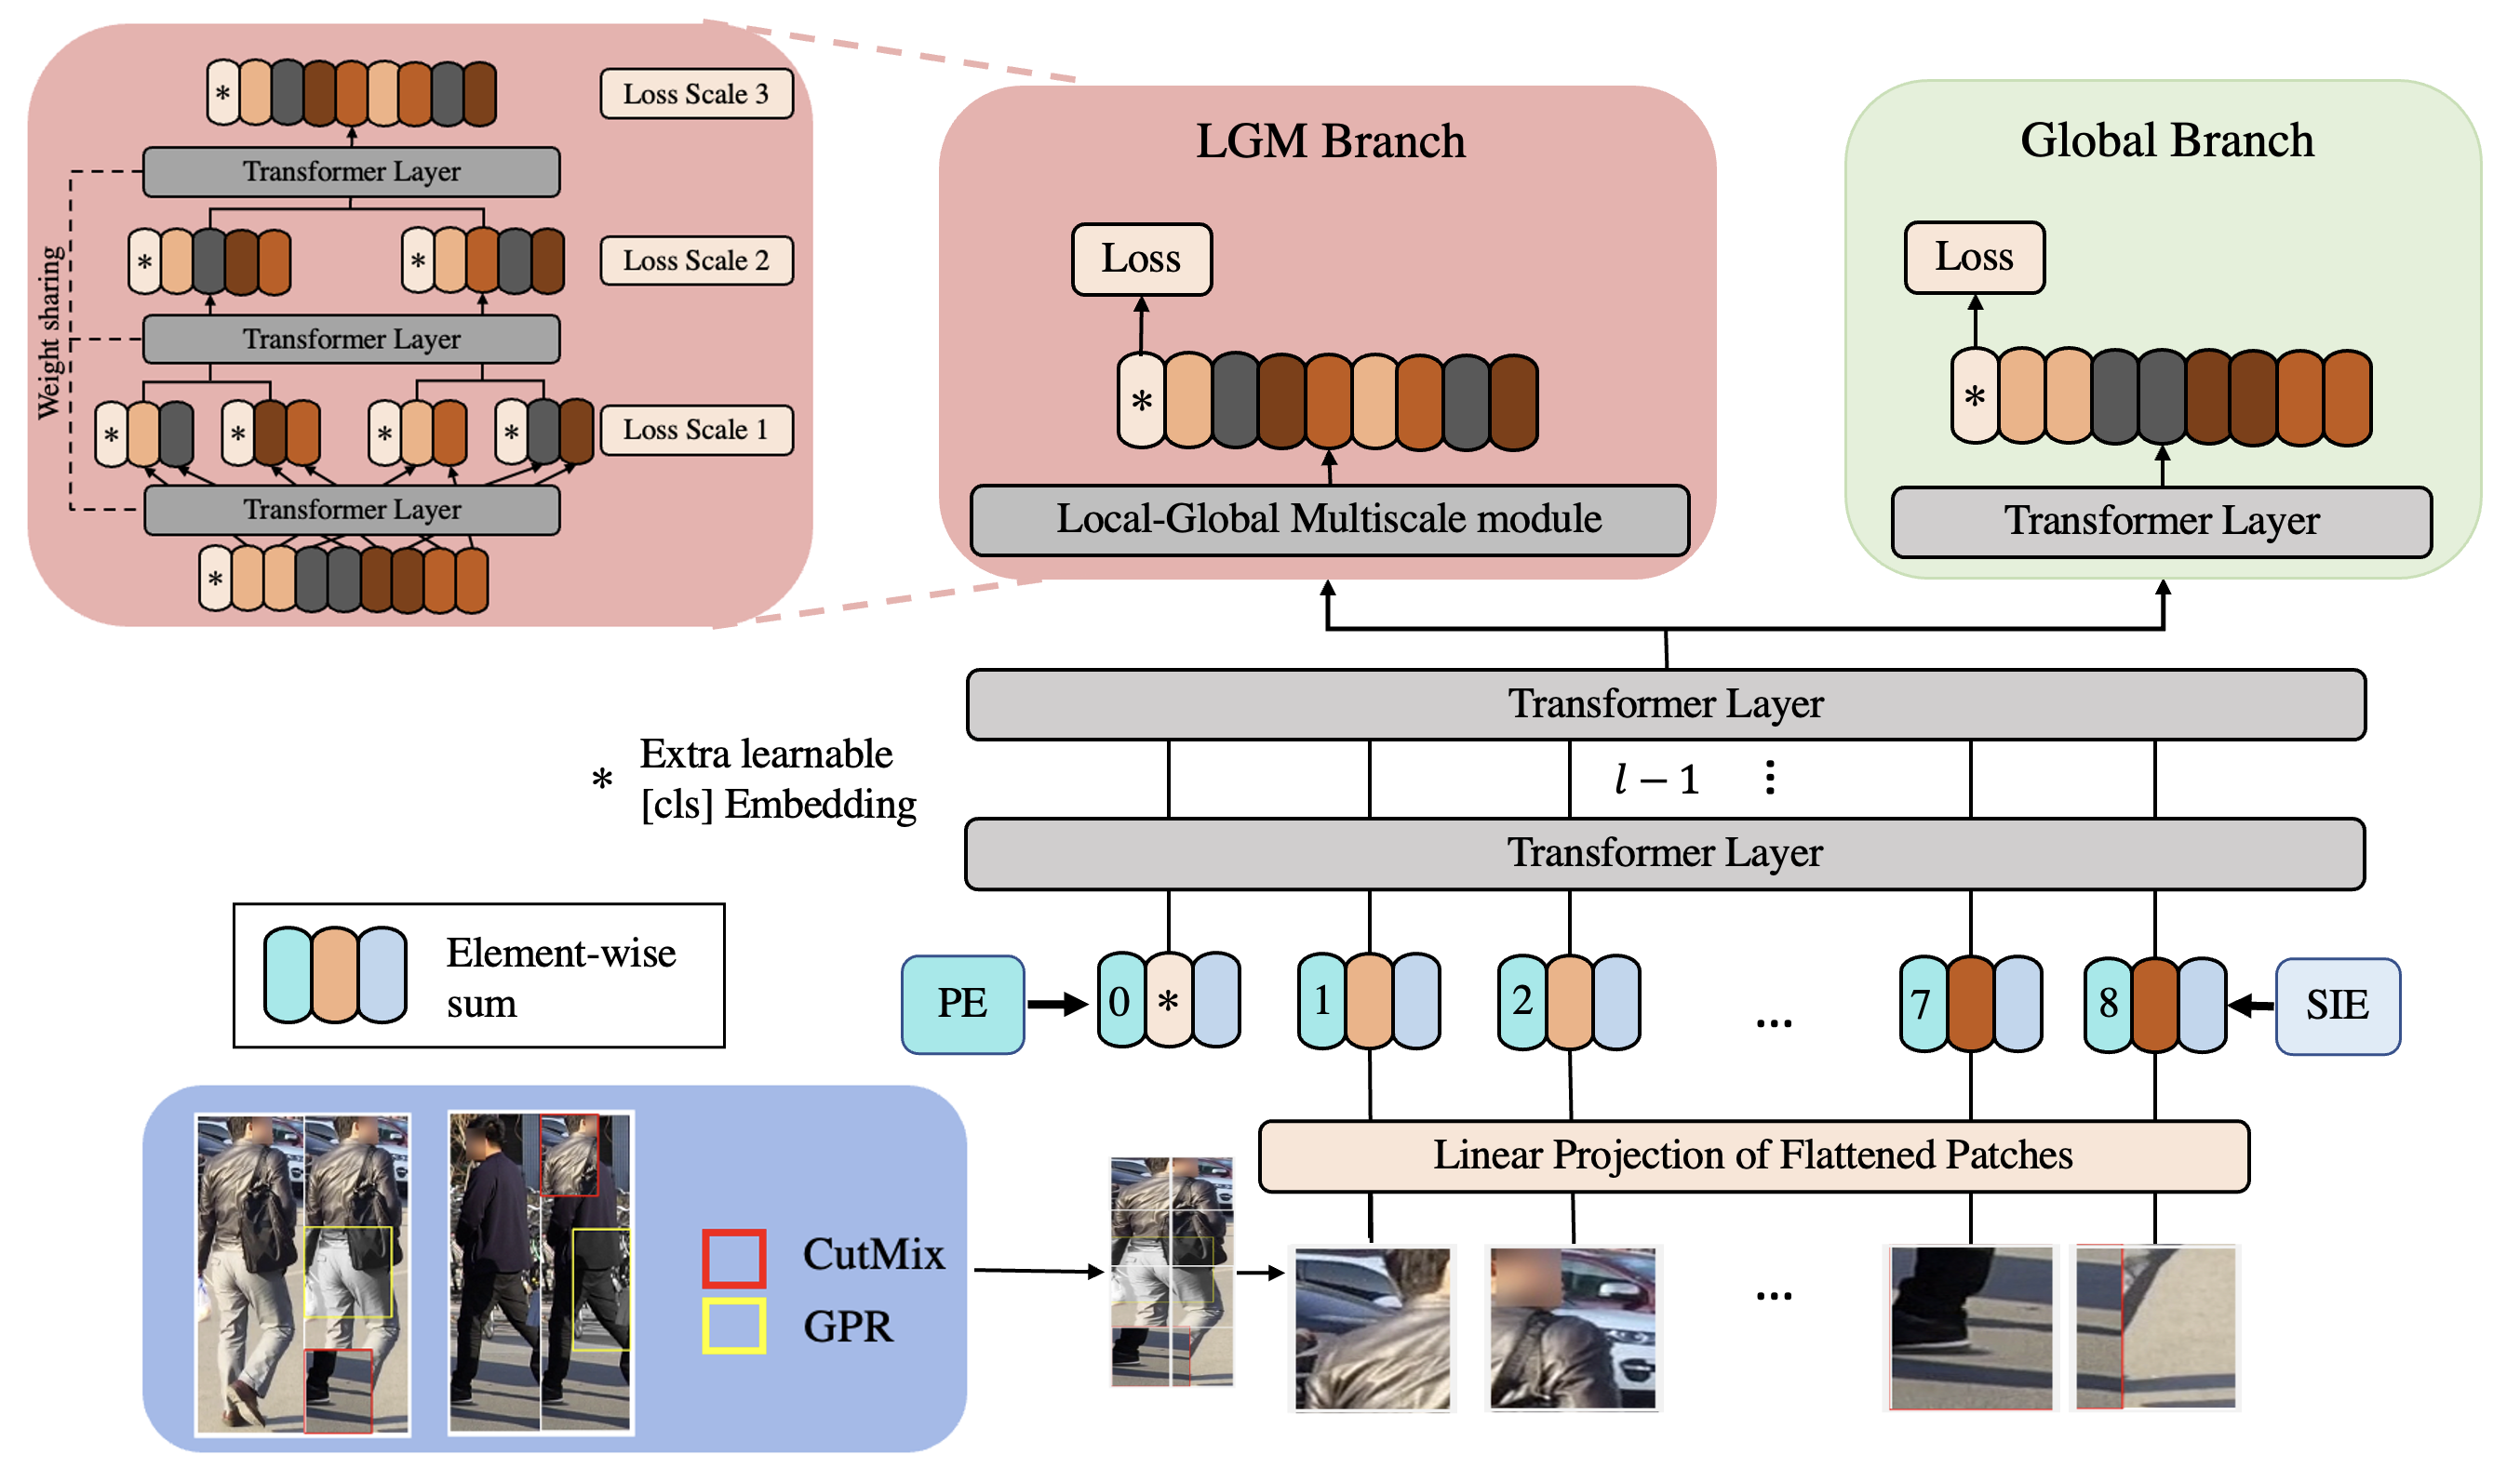 *
Loss Scale 3
Transformer Layer
Weight sharing
* *
Loss Scale 2
Transformer Layer
* * * *
Loss Scale 1
Transformer Layer
*
LGM Branch
Loss
*
Local-Global Multiscale module
Global Branch
Loss
*
Transformer Layer
Transformer Layer
l − 1 ⋮
Transformer Layer
* Extra learnable
[cls] Embedding
Element-wise
sum
PE
0 * 1 2 ... 7 8
SIE
Linear Projection of Flattened Patches
...
CutMix
GPR